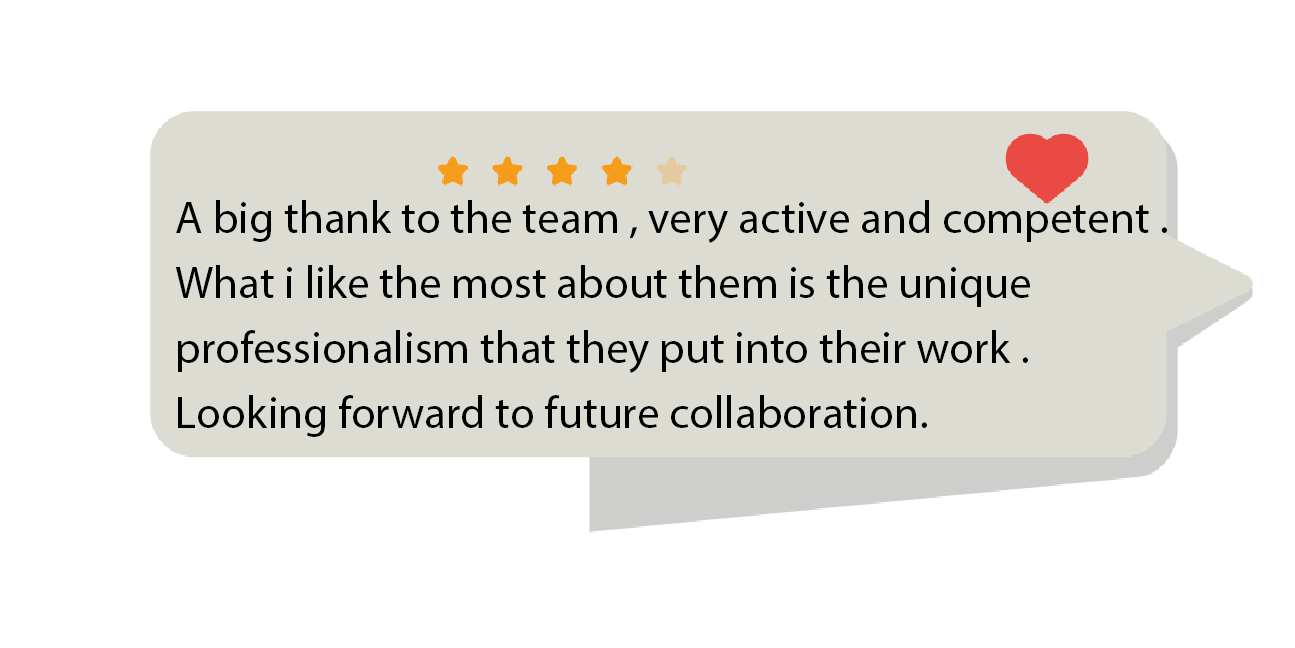 A big thank to the team , very active and competent .
What i like the most about them is the unique
professionalism that they put into their work .
Looking forward to future collaboration.